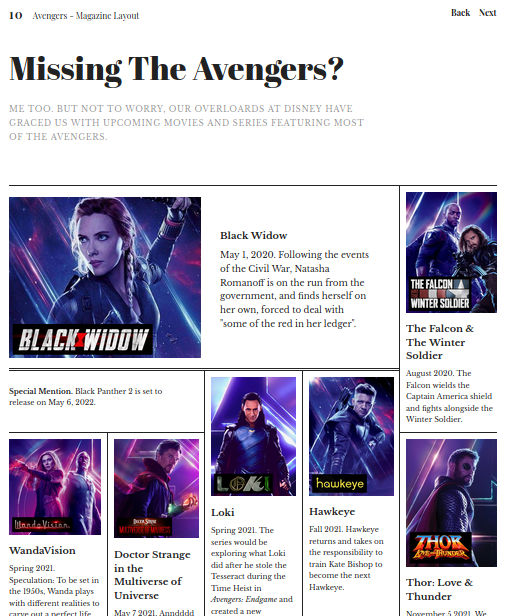 10 Avengers - Magazine Layout
Back Next
Missing The Avengers?
ME TOO. BUT NOT TO WORRY, OUR OVERLOARDS AT DISNEY HAVE
GRACED US WITH UPCOMING MOVIES AND SERIES FEATURING MOST
OF THE AVENGERS.
BLACK WIDOW
Black Widow
May 1, 2020. Following the events
of the Civil War, Natasha
Romanoff is on the run from the
government, and finds herself on
her own, forced to deal with
"some of the red in her ledger".
THE FALCON
WINTER SOLDIER
The Falcon &
The Winter
Soldier
August 2020. The
Falcon wields the
Captain America shield
and fights alongside the
Winter Soldier.
Special Mention. Black Panther 2 is set to
release on May 6, 2022.
WandaVision
WandaVision
Spring 2021.
Speculation: To be set in
the 1950s, Wanda plays
with different realities to
carve out a perfect life
DOCTOR STRANGE
MULTIVERSE OF MADNESS
Doctor Strange
in the
Multiverse of
Universe
May 7 2021. Anndddd
LOKI
Loki
Spring 2021. The
series would be
exploring what Loki
did after he stole the
Tesseract during the
Time Heist in
Avengers: Endgame and
created a new
hawkeye
Hawkeye
Fall 2021. Hawkeye
returns and takes on
the responsibility to
train Kate Bishop to
become the next
Hawkeye.
THOR
LOVE AND THUNDER
Thor: Love &
Thunder
November 5 2021. We